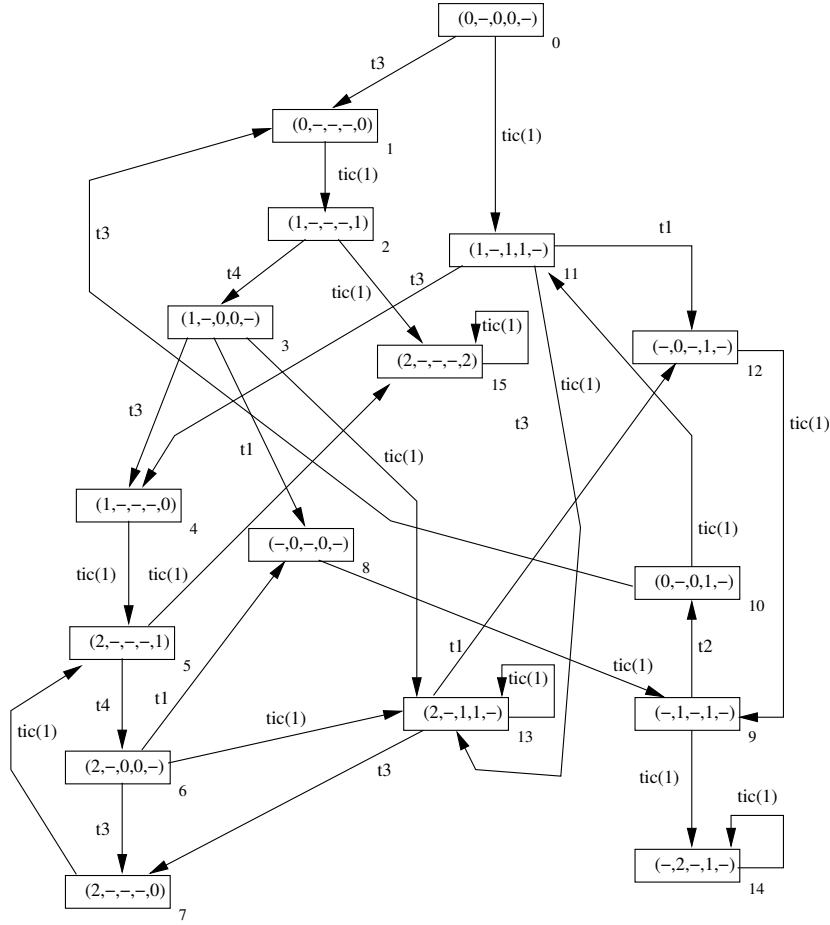 (0,−,0,0,−)
0
t3
(0,−,−,−,0)
1
tic(1)
tic(1)
(1,−,−,−,1)
2
t3
(1,−,1,1,−)
11
t1
t4
tic(1)
t3
(1,−,0,0,−)
3
tic(1)
(2,−,−,−,2)
15
(−,0,−,1,−)
12
tic(1)
t3
t1
t3
tic(1)
tic(1)
(1,−,−,−,0)
4
(−,0,−,0,−)
8
tic(1)
tic(1)
tic(1)
(0,−,0,1,−)
10
(2,−,−,−,1)
5
t1
t2
tic(1)
tic(1)
t4
t1
tic(1)
tic(1)
(2,−,1,1,−)
13
(−,1,−,1,−)
9
(2,−,0,0,−)
6
t3
tic(1)
tic(1)
t3
(2,−,−,−,0)
7
(−,2,−,1,−)
14